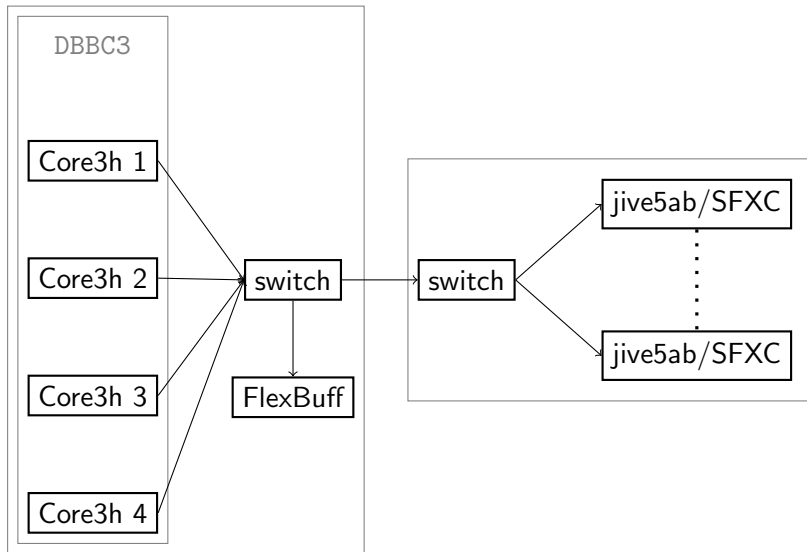 DBBC3
Core3h 1
Core3h 2
Core3h 3
Core3h 4
switch
FlexBuff
switch
jive5ab/SFXC
jive5ab/SFXC